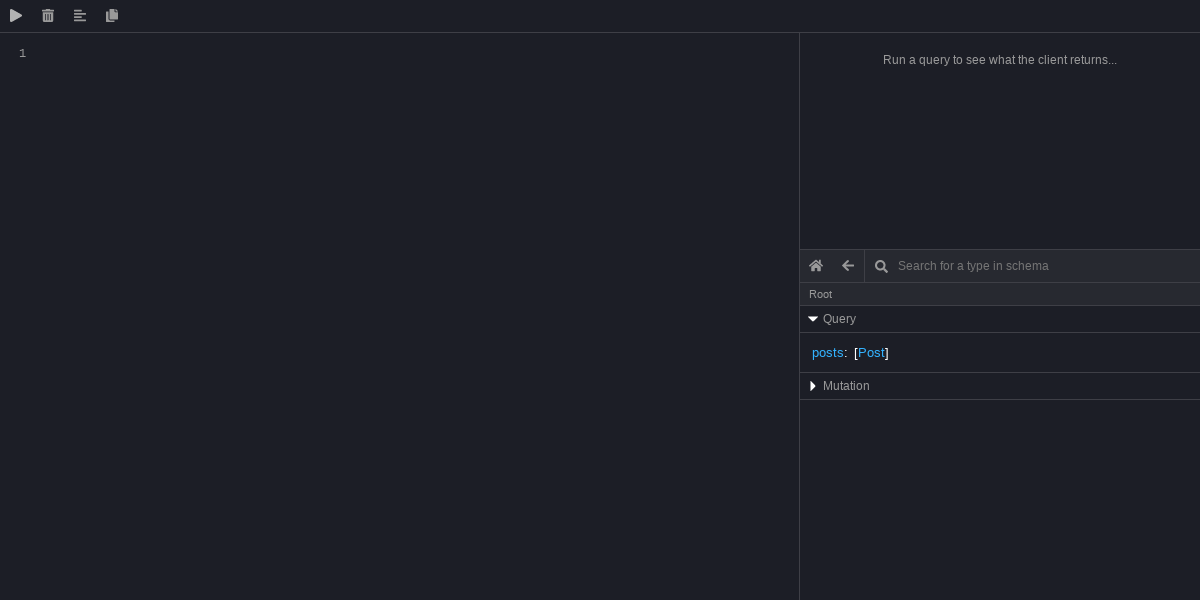 1
Run a query to see what the client returns...
Search for a type in schema
Root
Query
posts: [Post]
Mutation